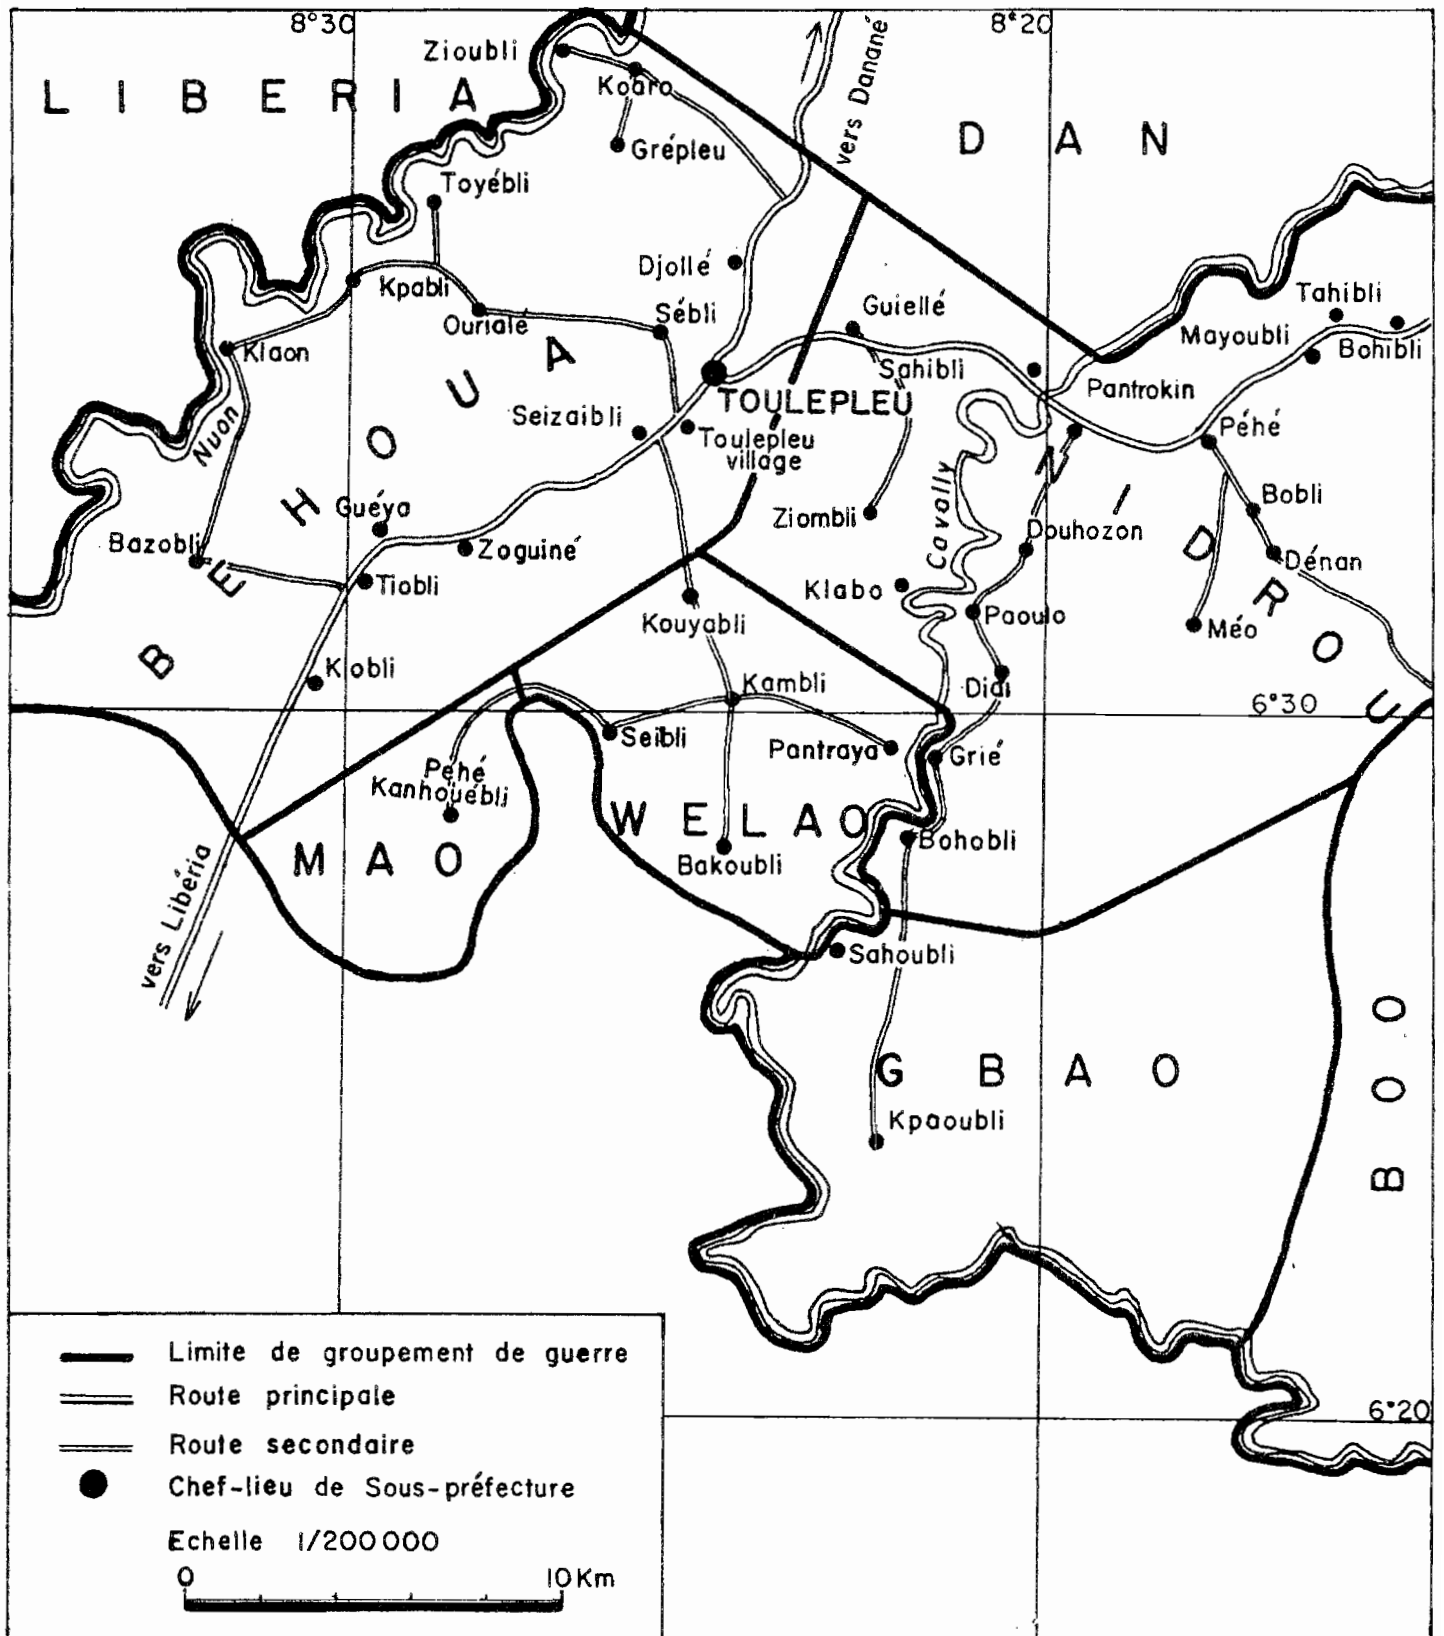 8°30
8°20
Zioubli
LIBERIA
Koaro
vers Danané
DAN
Grépleu
Toyébli
Djollé
Kpabli
Ourialé
Sébli
Guiellé
Tahibli
Mayoubli
Bohibli
Klaon
Sahibli
Pantrokin
TOULEPLEU
Seizaibli
Toulepleu
village
Péhé
Nuon
BEHOUA
Guéya
Ziombli
Cavally
Bobli
NIDROU
Bazobli
Zoguiné
Douhozon
Dénan
Tiobli
Klabo
Paoulo
Méo
Kouyabli
Kiobli
Kambli
Didi
6°30
Seibli
Pantraya
Grié
Péhé
Kanhouébli
WELAO
MAO
Bohobli
Bakoubli
vers Libéria
Sahoubli
BOO
GBAO
Kpaoubli
Limite de groupement de guerre
Route principale
Route secondaire
Chef-lieu de Sous-préfecture
Echelle 1/200000
0 10Km
6°20